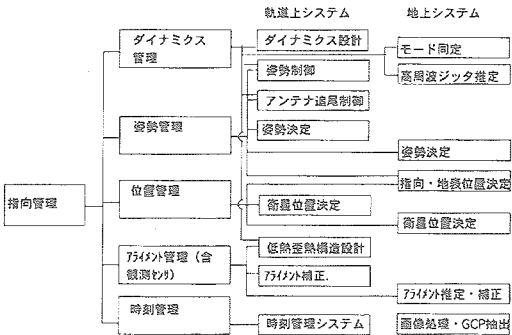 軌道上システム
地上システム
ダイナミクス
管理
ダイナミクス設計
モード同定
姿勢制御
高周波ジッタ推定
アンテナ追尾制御
姿勢管理
姿勢決定
姿勢決定
指向・地表位置決定
指向管理
位置管理
衛星位置決定
衛星位置決定
低熱歪熱構造設計
ｱﾗｲﾒﾝﾄ管理（含
観測ｾﾝｻ）
ｱﾗｲﾒﾝﾄ補正.
ｱﾗｲﾒﾝﾄ推定・補正
時刻管理
時刻管理システム
画像処理・GCP抽出